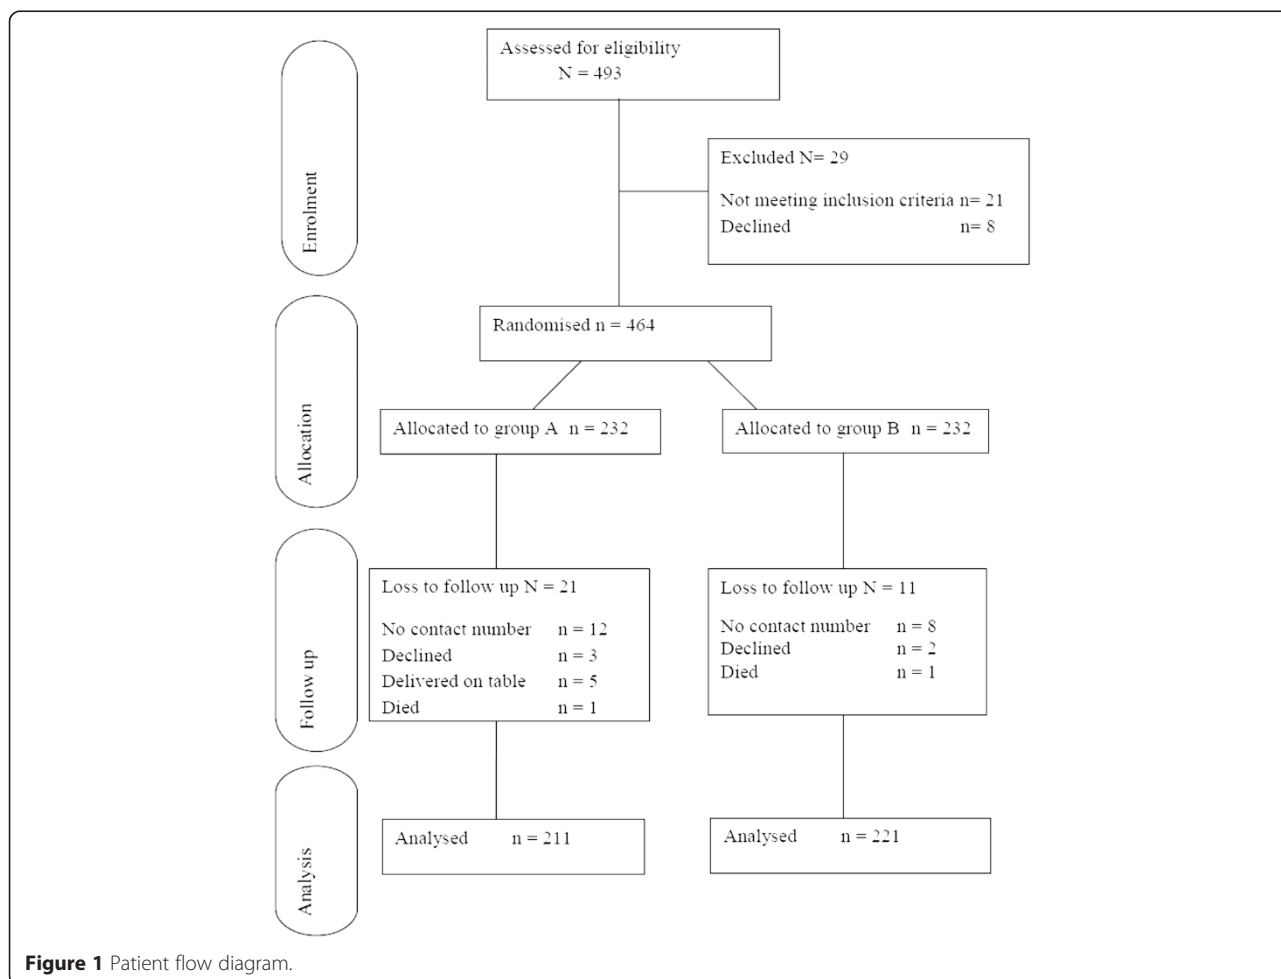 Assessed for eligibility
N = 493
Enrolment
Excluded N= 29
Not meeting inclusion criteria n= 21
Declined n= 8
Randomised n = 464
Allocation
Allocated to group A n = 232
Allocated to group B n = 232
Follow up
Loss to follow up N = 21
No contact number n = 12
Declined n = 3
Delivered on table n = 5
Died n = 1
Loss to follow up N = 11
No contact number n = 8
Declined n = 2
Died n = 1
Analysis
Analysed n = 211
Analysed n = 221
Figure 1 Patient flow diagram.